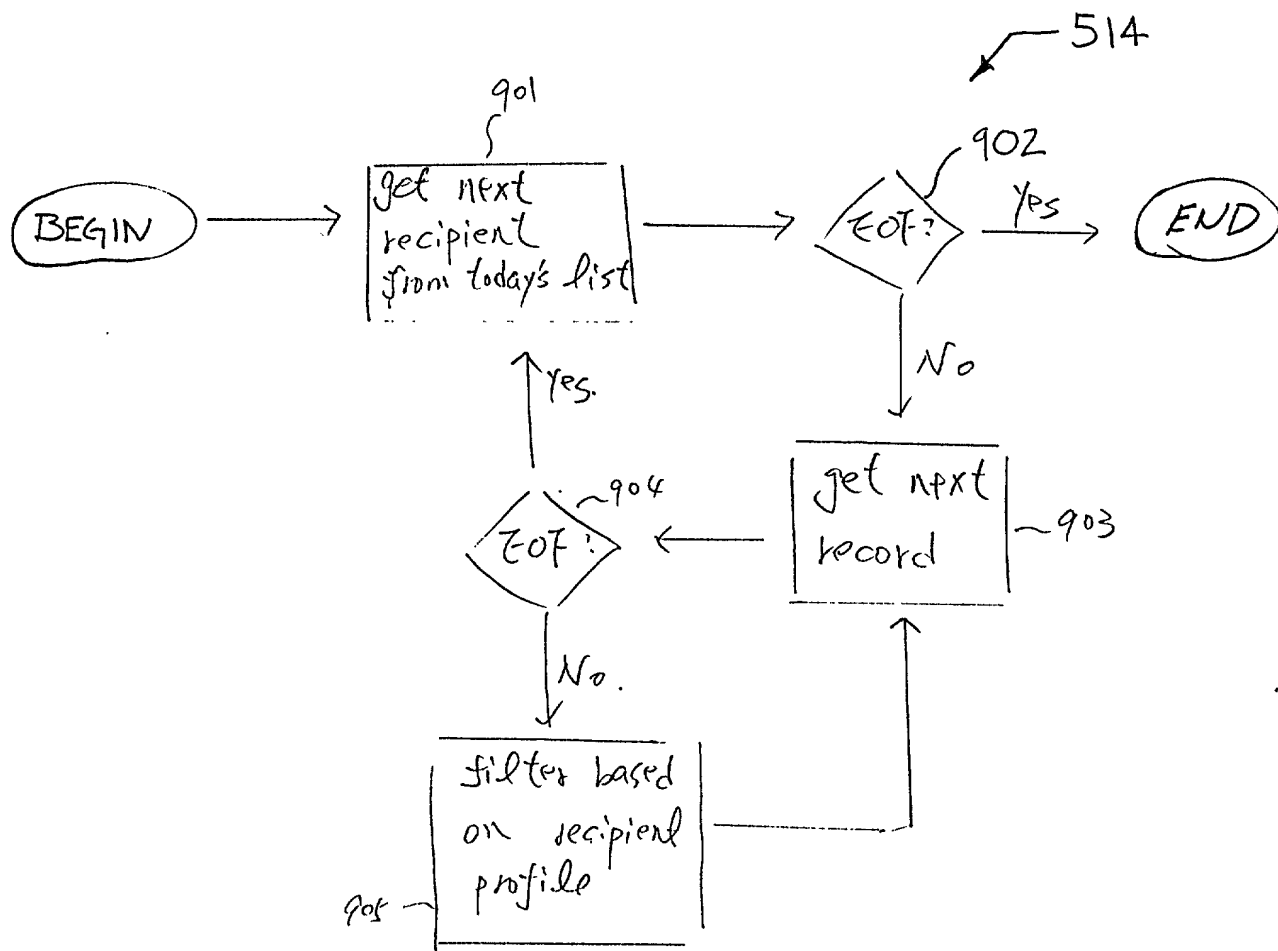 514
901
902
BEGIN
get next
recipient
from today's list
EOF?
Yes
END
No
Yes.
get next
record
903
904
EOF?
No.
filter based
on recipient
profile
905